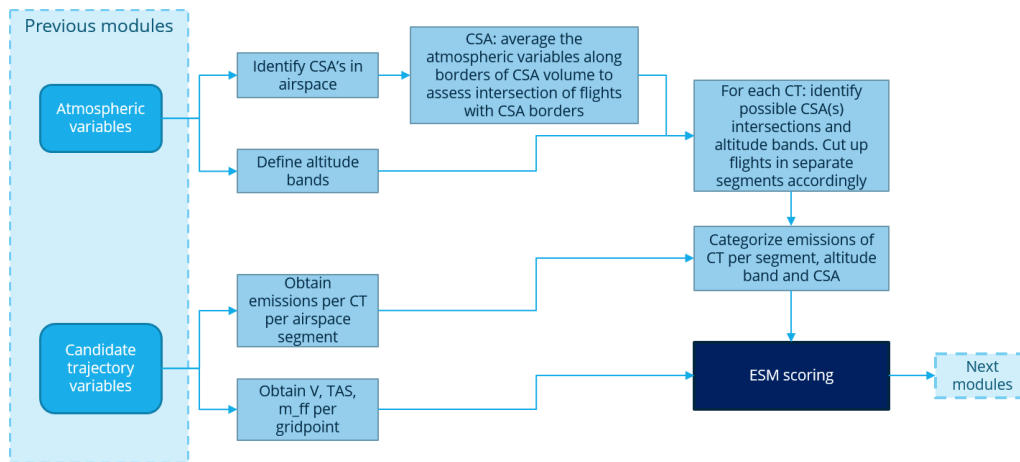 Previous modules
Atmospheric
variables
Identify CSA's in
airspace
CSA: average the
atmospheric variables along
borders of CSA volume to
assess intersection of flights
with CSA borders
Define altitude
bands
For each CT: identify
possible CSA(s)
intersections and
altitude bands. Cut up
flights in separate
segments accordingly
Categorize emissions of
CT per segment, altitude
band and CSA
Obtain
emissions per CT
per airspace
segment
Candidate
trajectory
variables
Obtain V, TAS,
m_ff per
gridpoint
ESM scoring
Next
modules